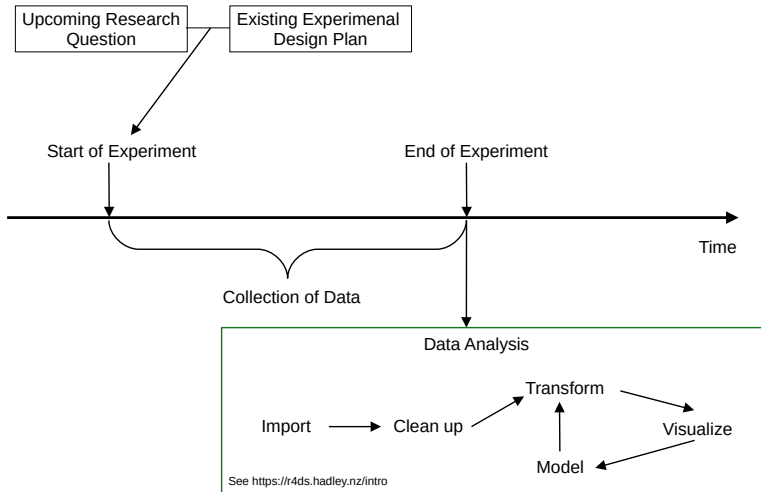 Upcoming Research
Question
Existing Experimenal
Design Plan
Start of Experiment
End of Experiment
Time
Collection of Data
Data Analysis
Transform
Import
Clean up
Visualize
Model
See https://r4ds.hadley.nz/intro